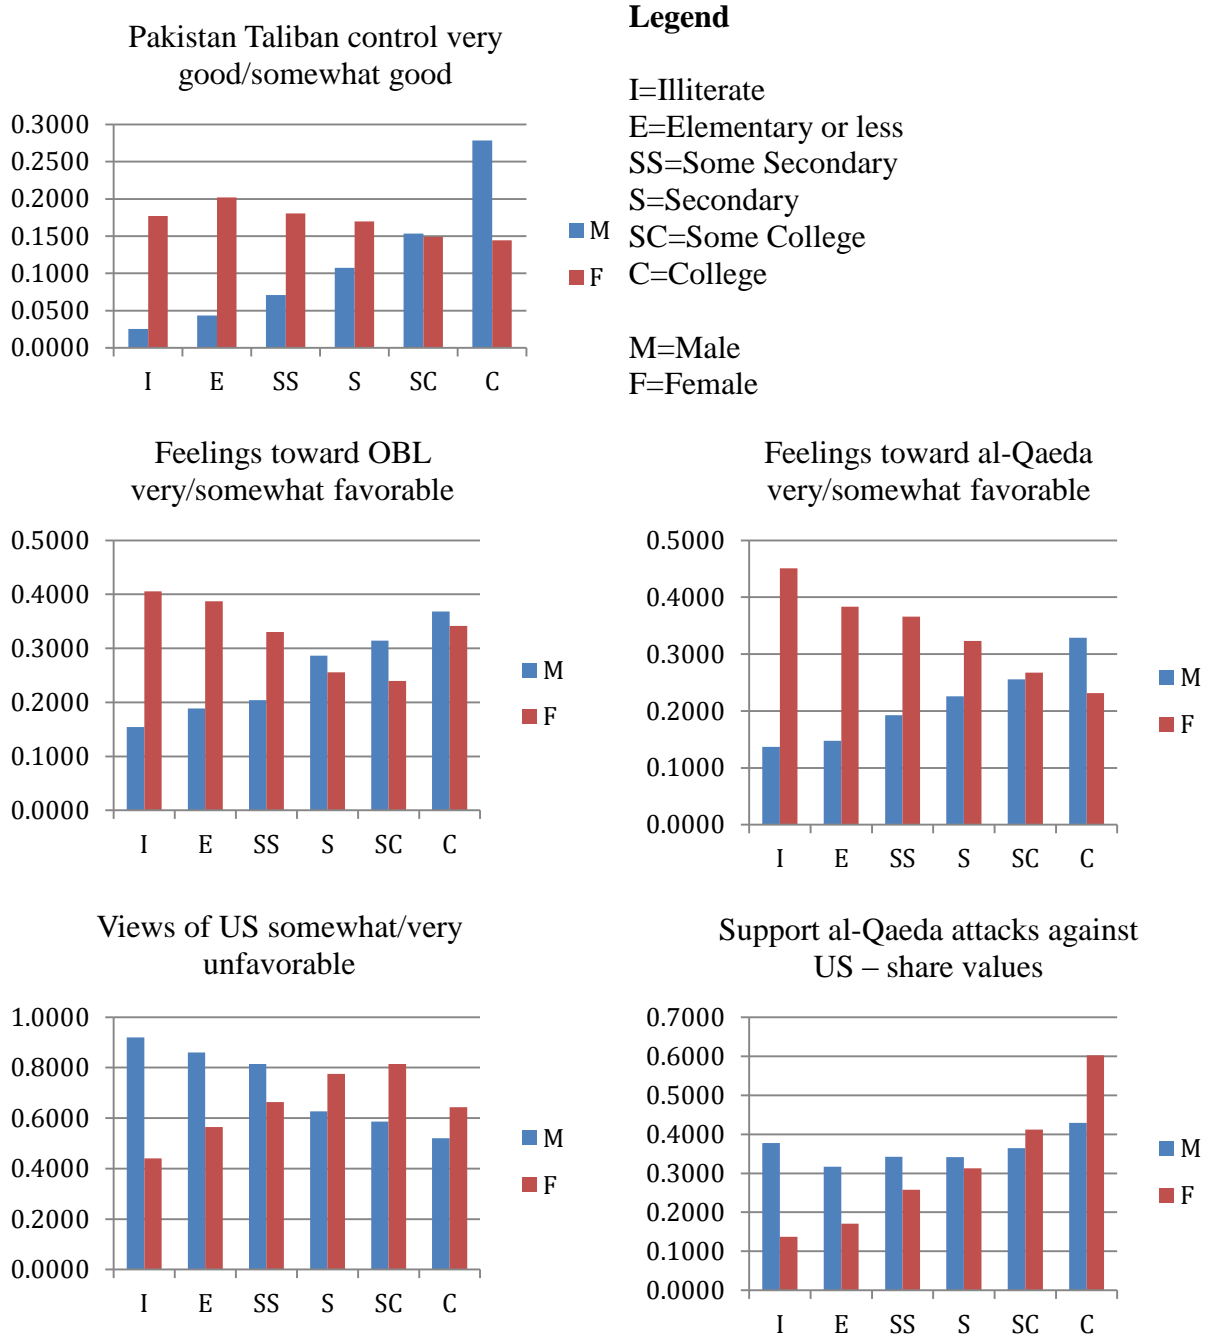 Pakistan Taliban control very
good/somewhat good
0.3000
0.2500
0.2000
0.1500
0.1000
0.0500
0.0000
I E SS S SC C
M
F
Legend
I=Illiterate
E=Elementary or less
SS=Some Secondary
S=Secondary
SC=Some College
C=College
M=Male
F=Female
Feelings toward OBL
very/somewhat favorable
0.5000
0.4000
0.3000
0.2000
0.1000
0.0000
I E SS S SC C
M
F
Feelings toward al-Qaeda
very/somewhat favorable
0.5000
0.4000
0.3000
0.2000
0.1000
0.0000
I E SS S SC C
M
F
Views of US somewhat/very
unfavorable
1.0000
0.8000
0.6000
0.4000
0.2000
0.0000
I E SS S SC C
M
F
Support al-Qaeda attacks against
US – share values
0.7000
0.6000
0.5000
0.4000
0.3000
0.2000
0.1000
0.0000
I E SS S SC C
M
F